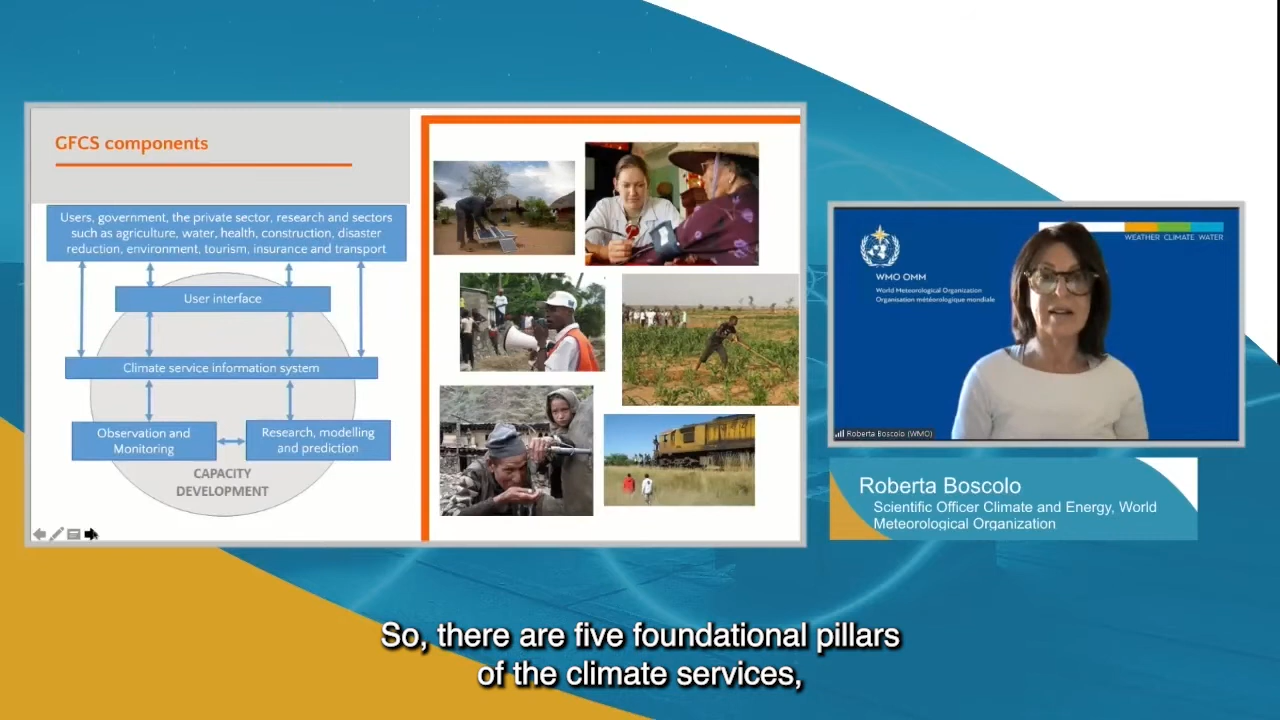 GFCS components
Users, government, the private sector, research and sectors
such as agriculture, water, health, construction, disaster
reduction, environment, tourism, insurance and transport
User interface
Climate service information system
Observation and
Monitoring
Research, modelling
and prediction
CAPACITY
DEVELOPMENT
WEATHER CLIMATE WATER
WMO OMM
World Meteorological Organization
Organisation météorologique mondiale
Roberta Boscolo (WMO)
Roberta Boscolo
Scientific Officer Climate and Energy, World
Meteorological Organization
So, there are five foundational pillars
of the climate services,